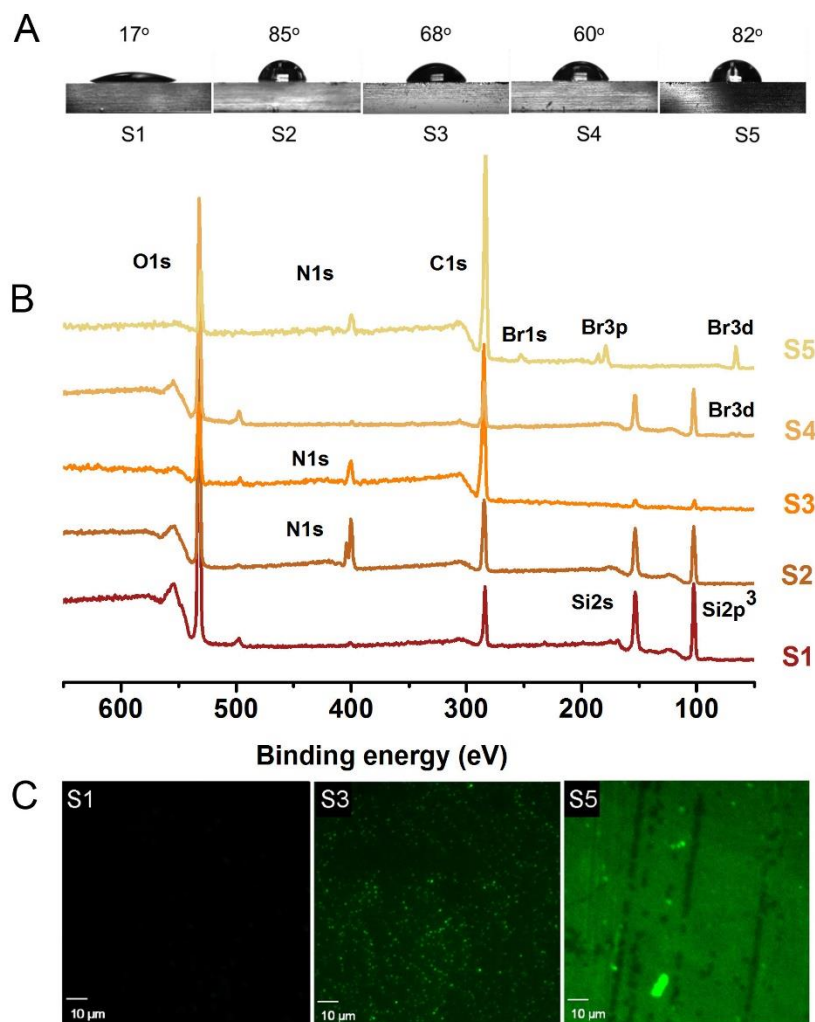 A
17° 85° 68° 60° 82°
S1 S2 S3 S4 S5
B
O1s N1s C1s
Br1s Br3p Br3d
S5
Br3d
S4
N1s
S3
N1s
S2
Si2s Si2p3
S1
600 500 400 300 200 100
Binding energy (eV)
C
S1 S3 S5
10 µm 10 µm 10 µm